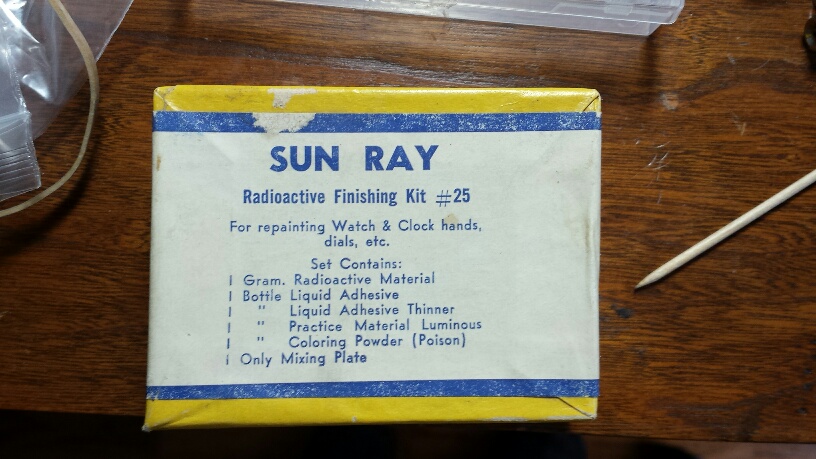 SUN RAY
Radioactive Finishing Kit #25
For repainting Watch & Clock hands,
dials, etc.
Set Contains:
1 Gram. Radioactive Material
1 Bottle Liquid Adhesive
1 " Liquid Adhesive Thinner
1 " Practice Material Luminous
1 " Coloring Powder (Poison)
1 Only Mixing Plate